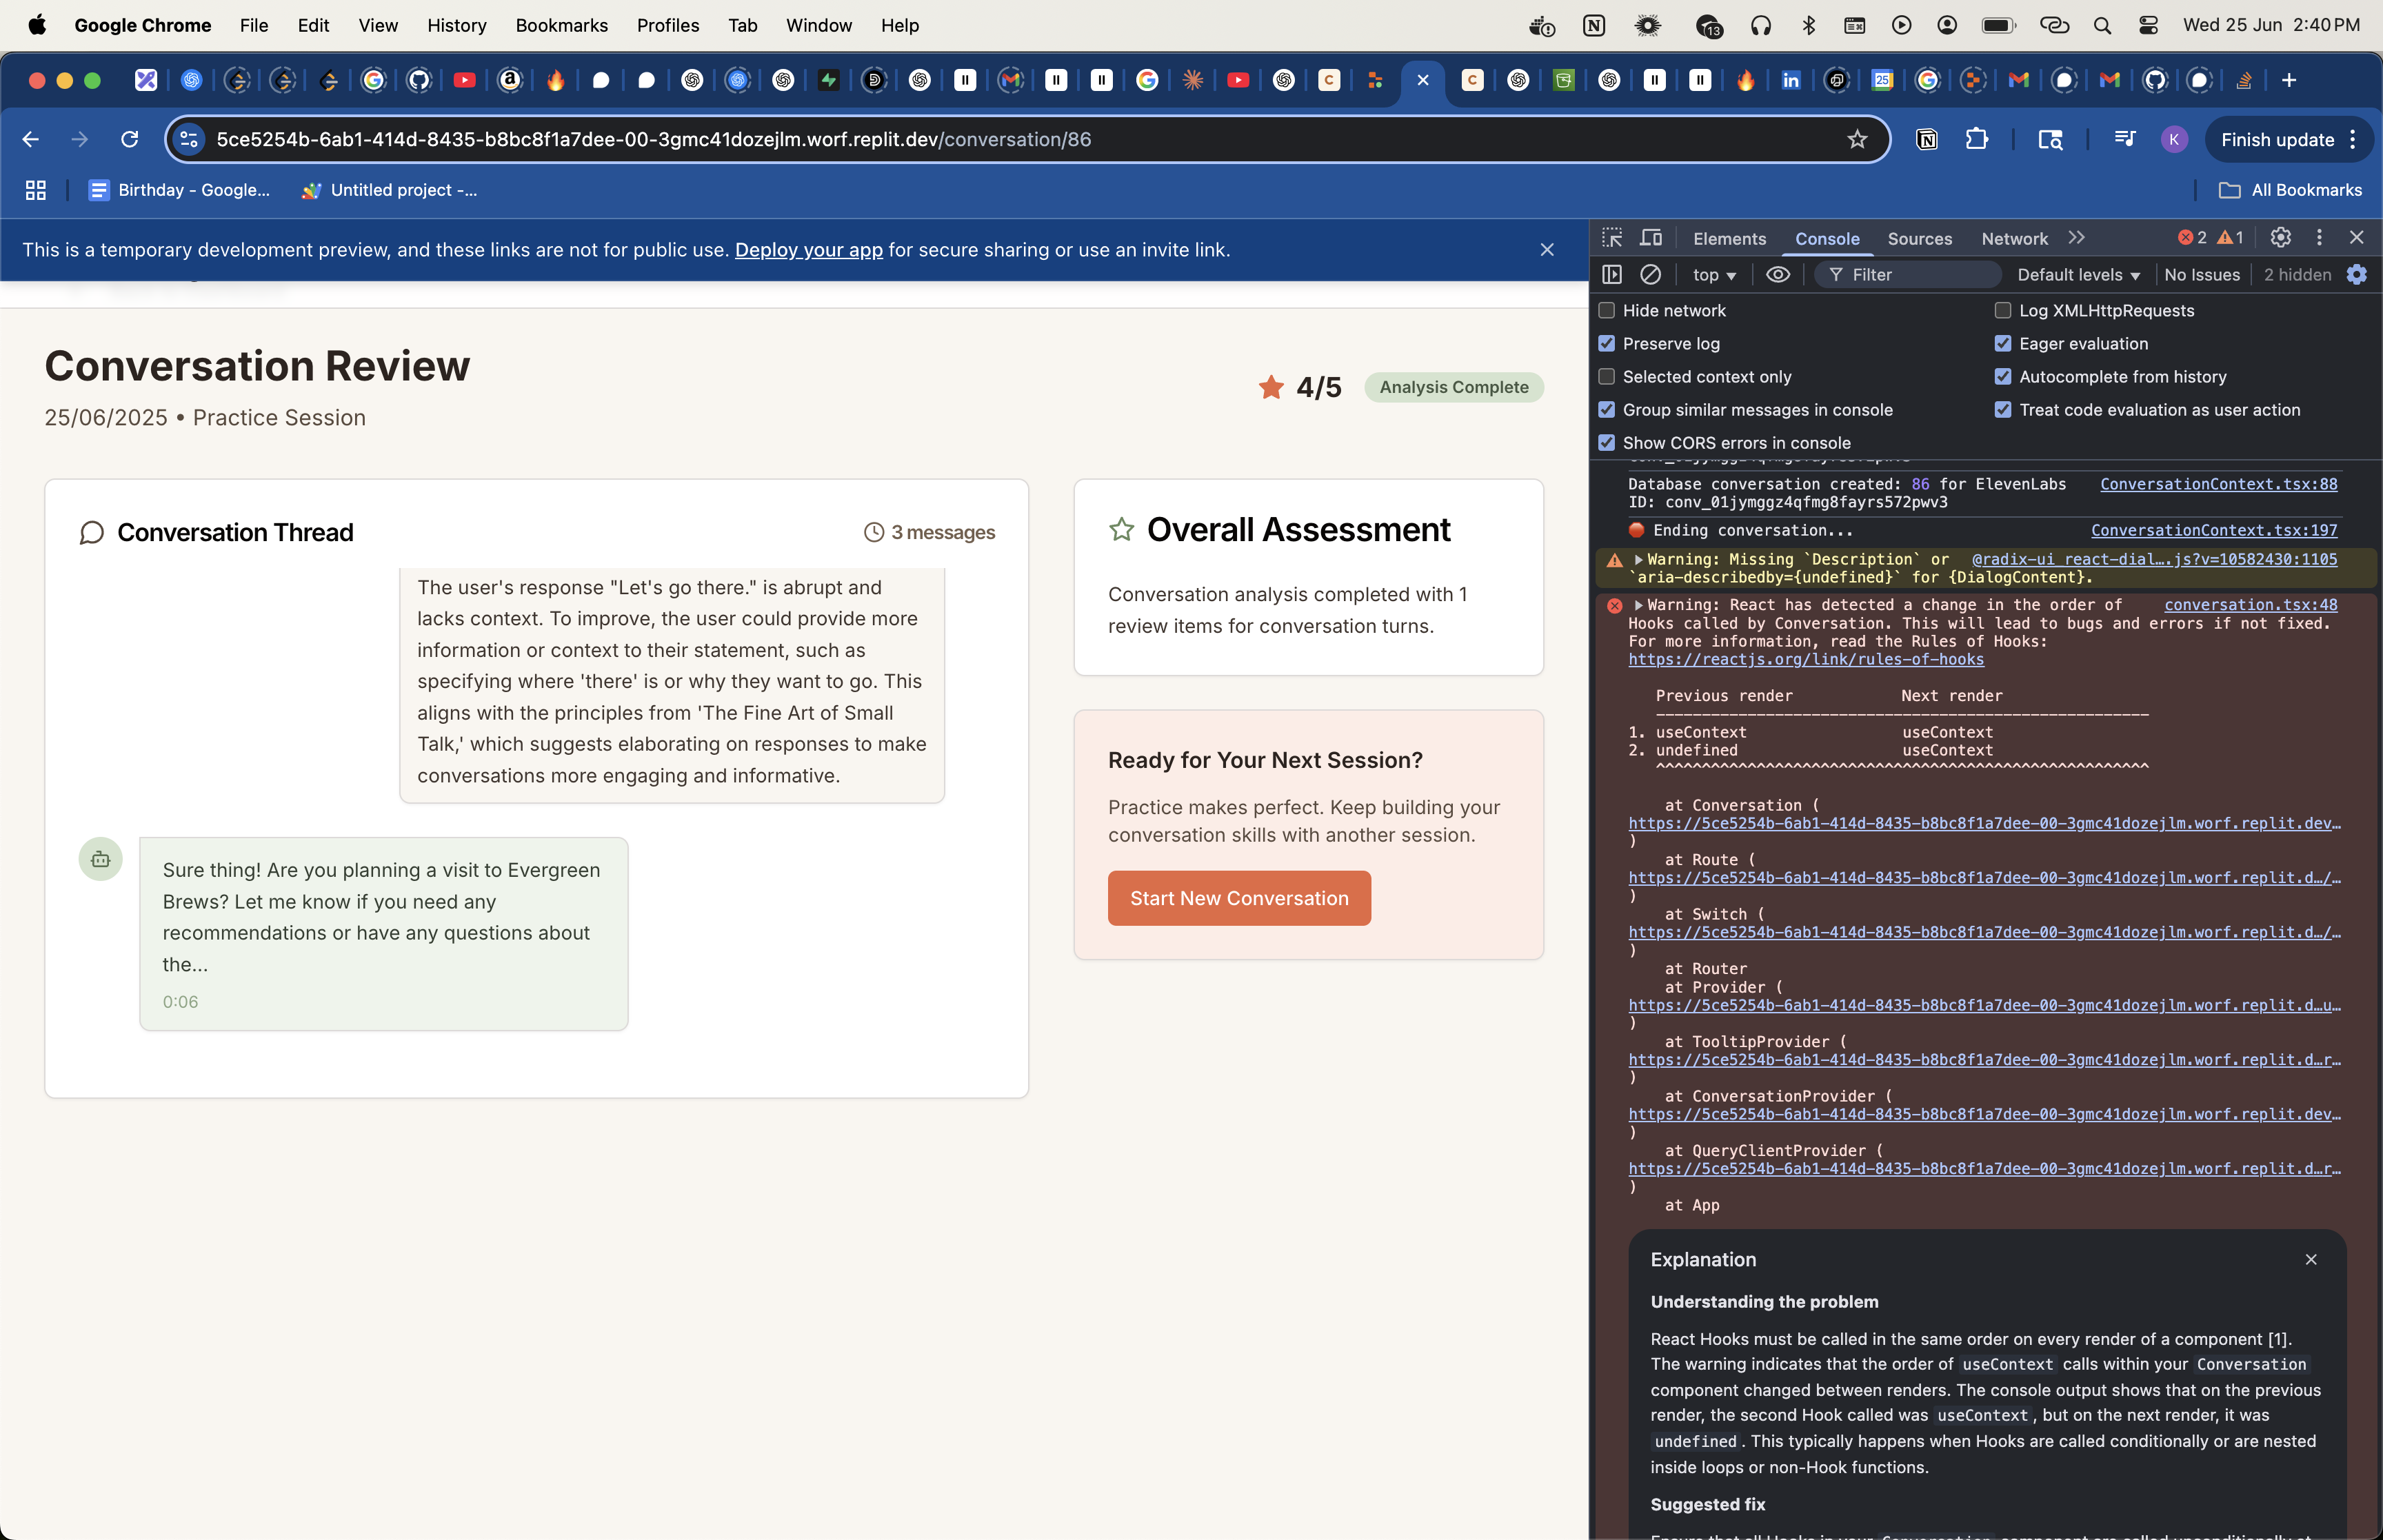 Google Chrome File Edit View History Bookmarks Profiles Tab Window Help
13
Wed 25 Jun 2:40 PM
5ce5254b-6ab1-414d-8435-b8bc8f1a7dee-00-3gmc41dozejlm.worf.replit.dev/conversation/86
K
Finish update
Birthday - Google...
Untitled project -...
All Bookmarks
This is a temporary development preview, and these links are not for public use. Deploy your app for secure sharing or use an invite link.
Conversation Review
25/06/2025 • Practice Session
4/5
Analysis Complete
Conversation Thread
3 messages
The user's response "Let's go there." is abrupt and
lacks context. To improve, the user could provide more
information or context to their statement, such as
specifying where 'there' is or why they want to go. This
aligns with the principles from 'The Fine Art of Small
Talk,' which suggests elaborating on responses to make
conversations more engaging and informative.
Sure thing! Are you planning a visit to Evergreen
Brews? Let me know if you need any
recommendations or have any questions about
the...
0:06
Overall Assessment
Conversation analysis completed with 1
review items for conversation turns.
Ready for Your Next Session?
Practice makes perfect. Keep building your
conversation skills with another session.
Start New Conversation
Elements Console Sources Network
2 1
top
Filter
Default levels
No Issues
2 hidden
Hide network
Log XMLHttpRequests
Preserve log
Eager evaluation
Selected context only
Autocomplete from history
Group similar messages in console
Treat code evaluation as user action
Show CORS errors in console
Database conversation created: 86 for ElevenLabs ConversationContext.tsx:88
ID: conv_01jymggz4qfmg8fayrs572pwv3
Ending conversation... ConversationContext.tsx:197
Warning: Missing `Description` or @radix-ui_react-dial….js?v=10582430:1105
`aria-describedby={undefined}` for {DialogContent}.
Warning: React has detected a change in the order of conversation.tsx:48
Hooks called by Conversation. This will lead to bugs and errors if not fixed.
For more information, read the Rules of Hooks:
https://reactjs.org/link/rules-of-hooks
Previous render Next render
------------------------------------------------------
1. useContext useContext
2. undefined useContext
^^^^^^^^^^^^^^^^^^^^^^^^^^^^^^^^^^^^^^^^^^^^^^^^^^^^^^
at Conversation (
https://5ce5254b-6ab1-414d-8435-b8bc8f1a7dee-00-3gmc41dozejlm.worf.replit.dev…
)
at Route (
https://5ce5254b-6ab1-414d-8435-b8bc8f1a7dee-00-3gmc41dozejlm.worf.replit.d…/…
)
at Switch (
https://5ce5254b-6ab1-414d-8435-b8bc8f1a7dee-00-3gmc41dozejlm.worf.replit.d…/…
)
at Router
at Provider (
https://5ce5254b-6ab1-414d-8435-b8bc8f1a7dee-00-3gmc41dozejlm.worf.replit.d…u…
)
at TooltipProvider (
https://5ce5254b-6ab1-414d-8435-b8bc8f1a7dee-00-3gmc41dozejlm.worf.replit.d…r…
)
at ConversationProvider (
https://5ce5254b-6ab1-414d-8435-b8bc8f1a7dee-00-3gmc41dozejlm.worf.replit.dev…
)
at QueryClientProvider (
https://5ce5254b-6ab1-414d-8435-b8bc8f1a7dee-00-3gmc41dozejlm.worf.replit.d…r…
)
at App
Explanation
Understanding the problem
React Hooks must be called in the same order on every render of a component [1].
The warning indicates that the order of useContext calls within your Conversation
component changed between renders. The console output shows that on the previous
render, the second Hook called was useContext, but on the next render, it was
undefined. This typically happens when Hooks are called conditionally or are nested
inside loops or non-Hook functions.
Suggested fix
Ensure that all Hooks in your Conversation component are called unconditionally at